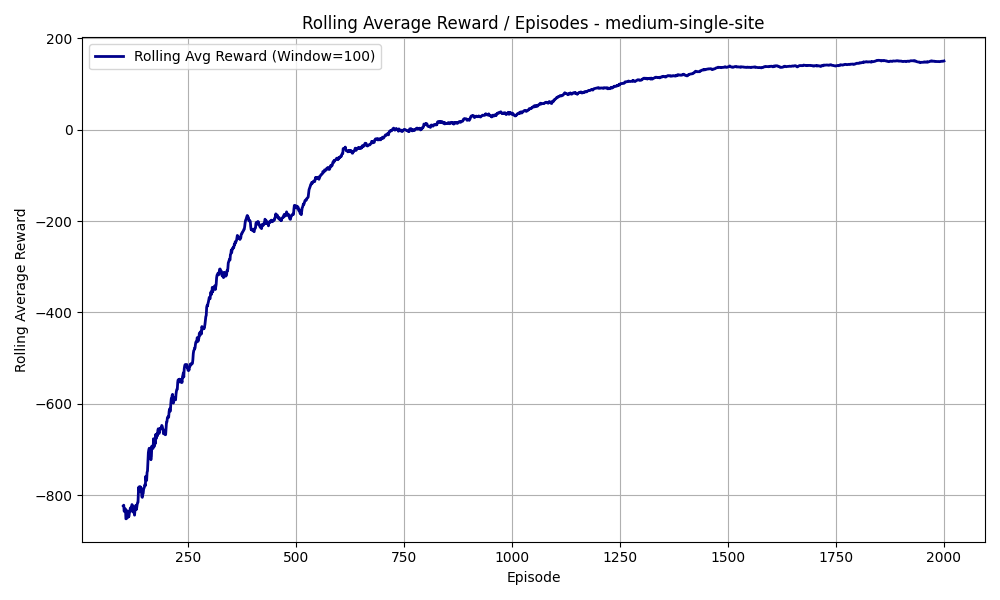 Rolling Average Reward / Episodes - medium-single-site
Rolling Avg Reward (Window=100)
Rolling Average Reward
200
0
−200
−400
−600
−800
250 500 750 1000 1250 1500 1750 2000
Episode